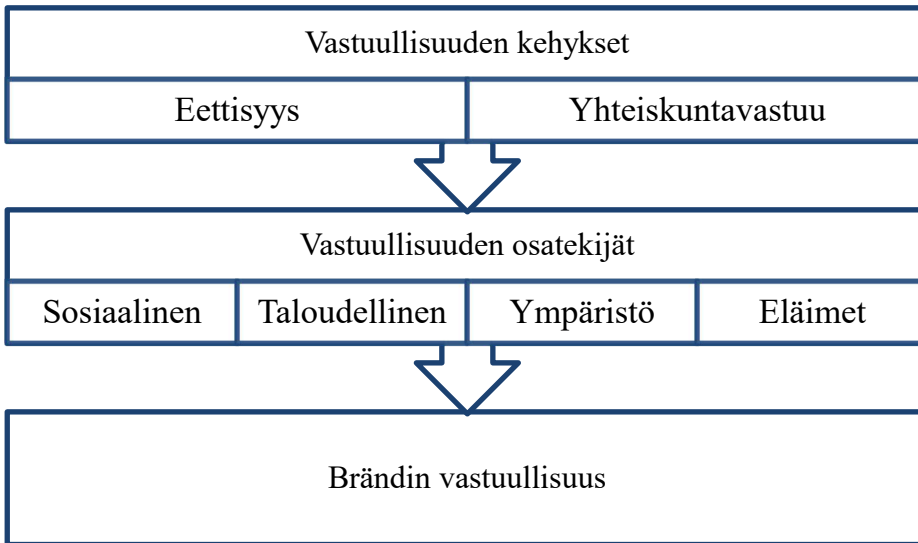 Vastuullisuuden kehykset
Eettisyys
Yhteiskuntavastuu
Vastuullisuuden osatekijät
Sosiaalinen
Taloudellinen
Ympäristö
Eläimet
Brändin vastuullisuus